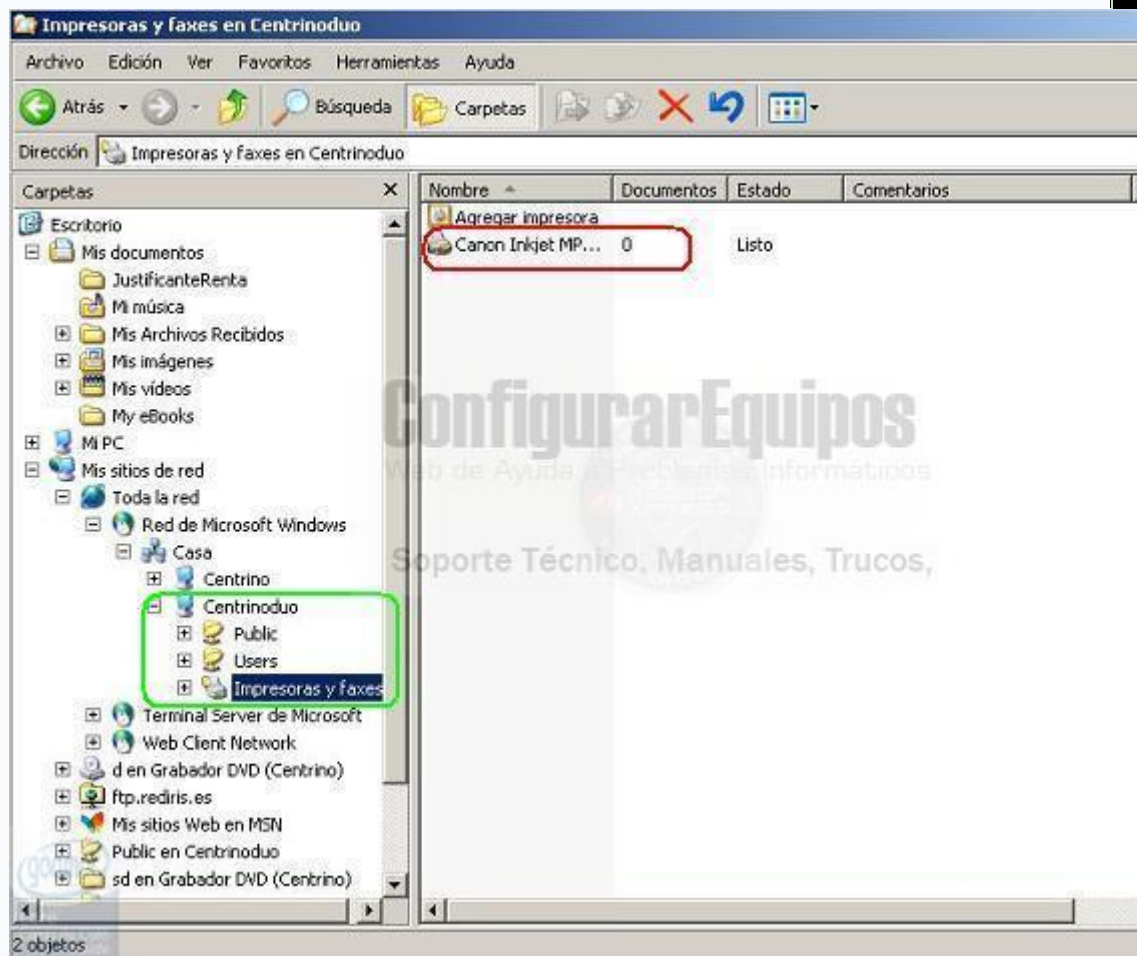 Impresoras y faxes en Centrinoduo
Archivo Edición Ver Favoritos Herramientas Ayuda
Atrás Búsqueda Carpetas
Dirección Impresoras y faxes en Centrinoduo
Carpetas
Nombre Documentos Estado Comentarios
Escritorio
Mis documentos
JustificanteRenta
Mi música
Mis Archivos Recibidos
Mis imágenes
Mis vídeos
My eBooks
Mi PC
Mis sitios de red
Toda la red
Red de Microsoft Windows
Casa
Centrino
Centrinoduo
Public
Users
Impresoras y faxes
Terminal Server de Microsoft
Web Client Network
d en Grabador DVD (Centrino)
ftp.rediris.es
Mis sitios Web en MSN
Public en Centrinoduo
sd en Grabador DVD (Centrino)
Agregar impresora
Canon Inkjet MP... 0 Listo
ConfigurarEquipos
Web de Ayuda a Problemas Informáticos
Soporte Técnico, Manuales, Trucos,
2 objetos